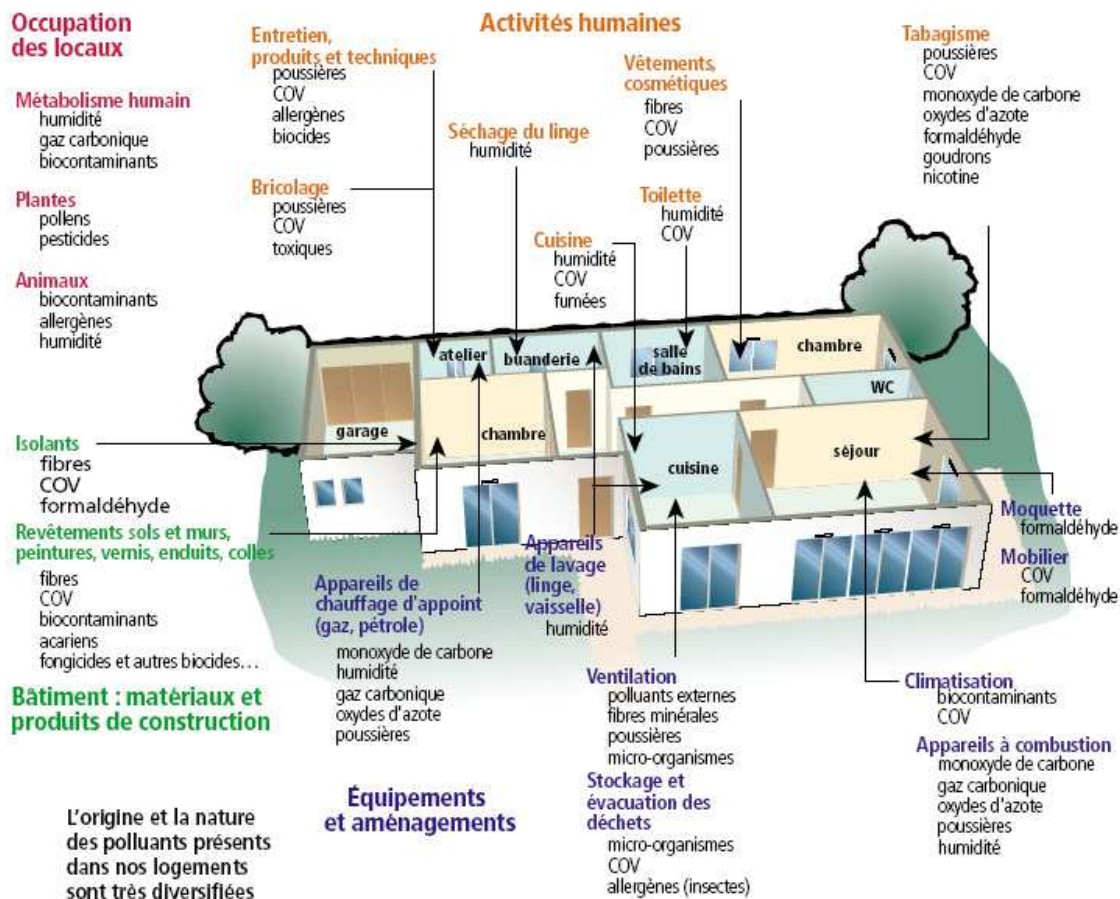 Occupation
des locaux
Métabolisme humain
humidité
gaz carbonique
biocontaminants
Plantes
pollens
pesticides
Animaux
biocontaminants
allergènes
humidité
Activités humaines
Entretien,
produits et techniques
poussières
COV
allergènes
biocides
Bricolage
poussières
COV
toxiques
Séchage du linge
humidité
Cuisine
humidité
COV
fumées
Vêtements,
cosmétiques
fibres
COV
poussières
Toilette
humidité
COV
Tabagisme
poussières
COV
monoxyde de carbone
oxydes d'azote
formaldéhyde
goudrons
nicotine
atelier
buanderie
salle
de bains
chambre
WC
garage
chambre
cuisine
séjour
Isolants
fibres
COV
formaldéhyde
Revêtements sols et murs,
peintures, vernis, enduits, colles
fibres
COV
biocontaminants
acariens
fongicides et autres biocides...
Bâtiment : matériaux et
produits de construction
Appareils de
chauffage d'appoint
(gaz, pétrole)
monoxyde de carbone
humidité
gaz carbonique
oxydes d'azote
poussières
Appareils
de lavage
(linge,
vaisselle)
humidité
Ventilation
polluants externes
fibres minérales
poussières
micro-organismes
Stockage et
évacuation des
déchets
micro-organismes
COV
allergènes (insectes)
Moquette
formaldéhyde
Mobilier
COV
formaldéhyde
Climatisation
biocontaminants
COV
Appareils à combustion
monoxyde de carbone
gaz carbonique
oxydes d'azote
poussières
humidité
Équipements
et aménagements
L'origine et la nature
des polluants présents
dans nos logements
sont très diversifiées